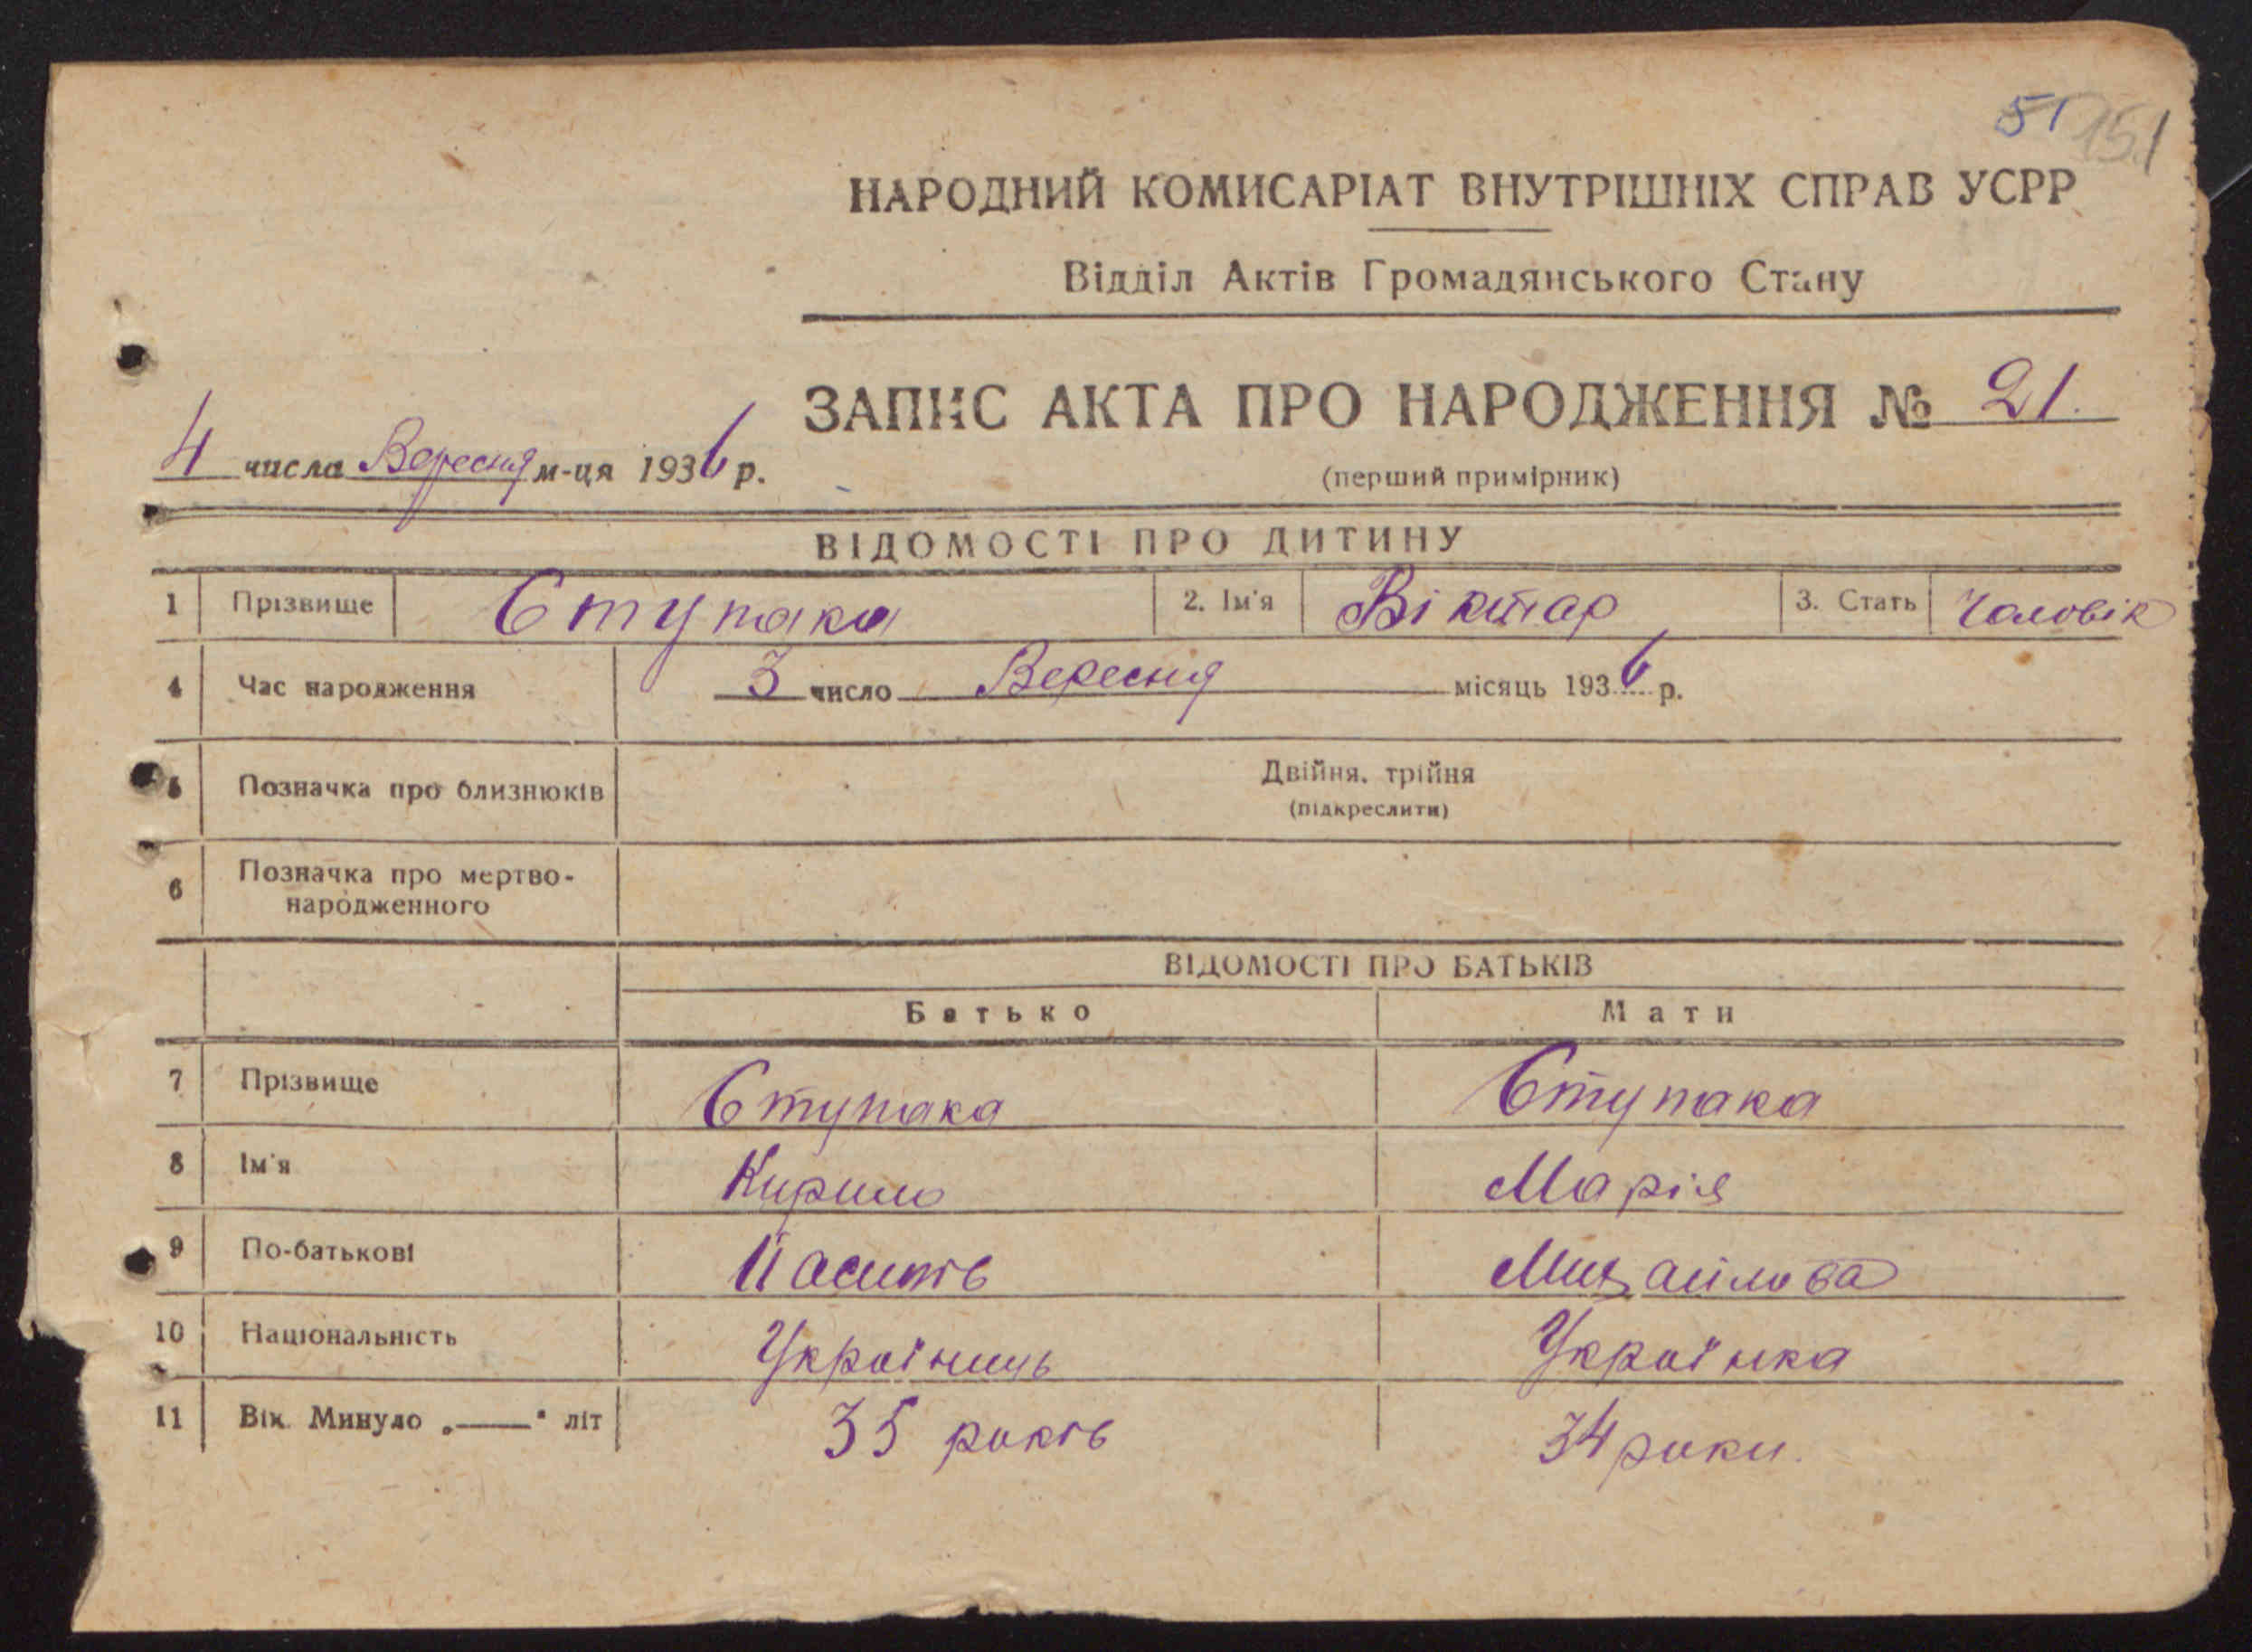 51 151
НАРОДНИЙ КОМИСАРІАТ ВНУТРІШНІХ СПРАВ УСРР
Відділ Актів Громадянського Стану
ЗАПИС АКТА ПРО НАРОДЖЕННЯ № 21.
4 числа Вересня м-ця 1936 р.
(перший примірник)
ВІДОМОСТІ ПРО ДИТИНУ
1 Прізвище Ступака 2. Ім'я Віктар 3. Стать Чоловік
4 Час народження 3 число Вересня місяць 1936 р.
Двійня, трійня
5 Позначка про близнюків
(підкреслити)
6 Позначка про мертво-
народженного
ВІДОМОСТІ ПРО БАТЬКІВ
Батько Мати
7 Прізвище Ступака Ступака
8 Ім'я Кирило Марія
9 По-батькові Йасипів Михайлова
10 Національність Українець Українка
11 Вік. Минуло „——" літ 35 років 34 роки.